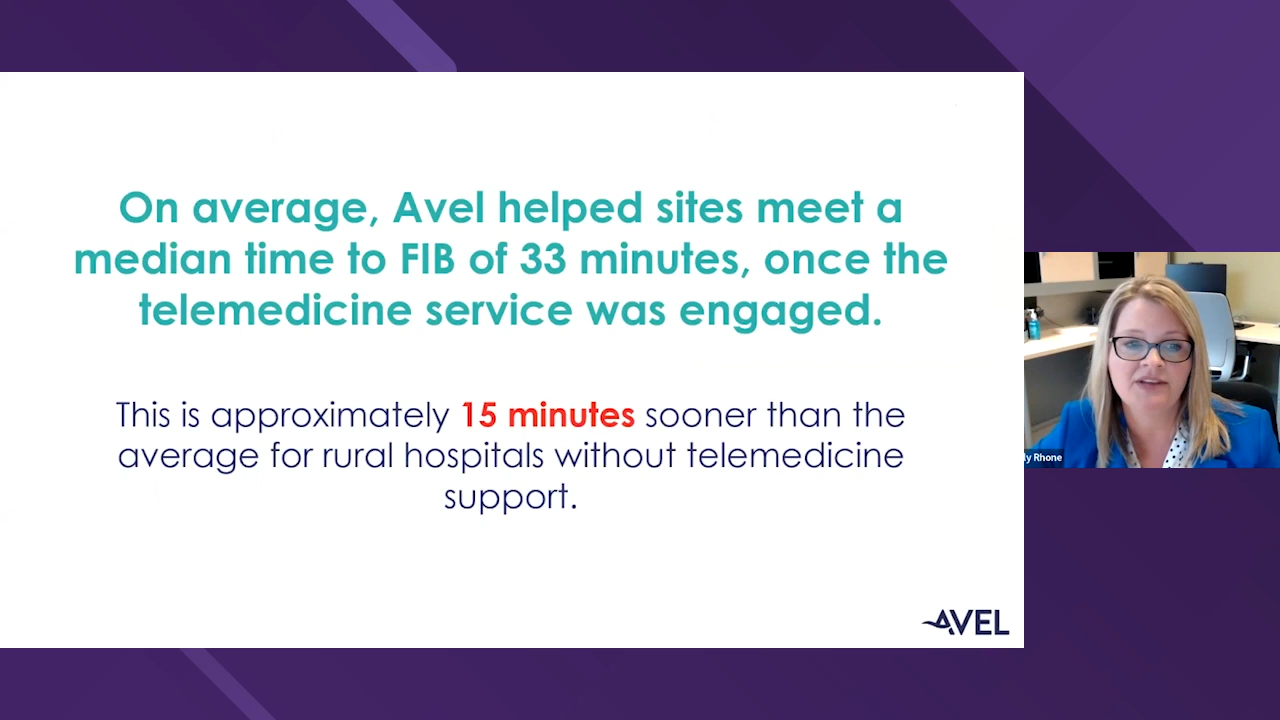 On average, Avel helped sites meet a
median time to FIB of 33 minutes, once the
telemedicine service was engaged.
This is approximately 15 minutes sooner than the
average for rural hospitals without telemedicine
support.
AVEL
ly Rhone